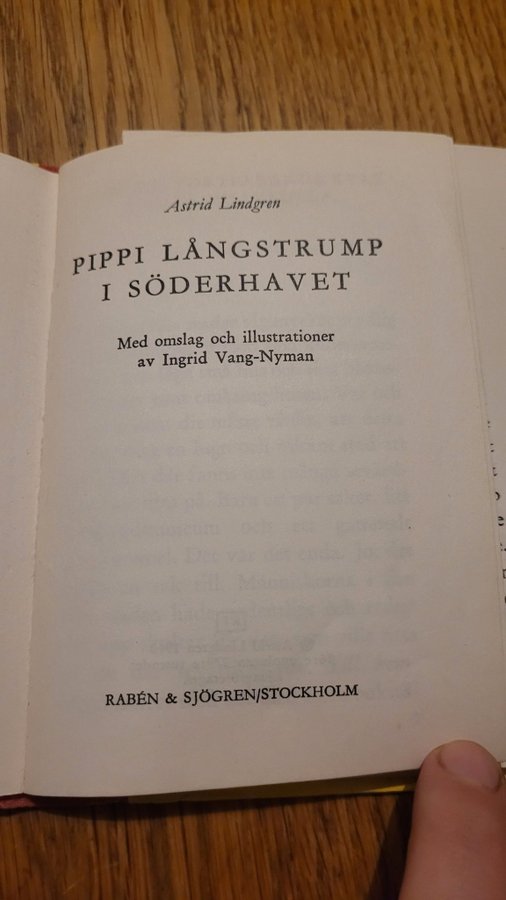 Astrid Lindgren
PIPPI LÅNGSTRUMP
I SÖDERHAVET
Med omslag och illustrationer
av Ingrid Vang-Nyman
RABÉN & SJÖGREN/STOCKHOLM